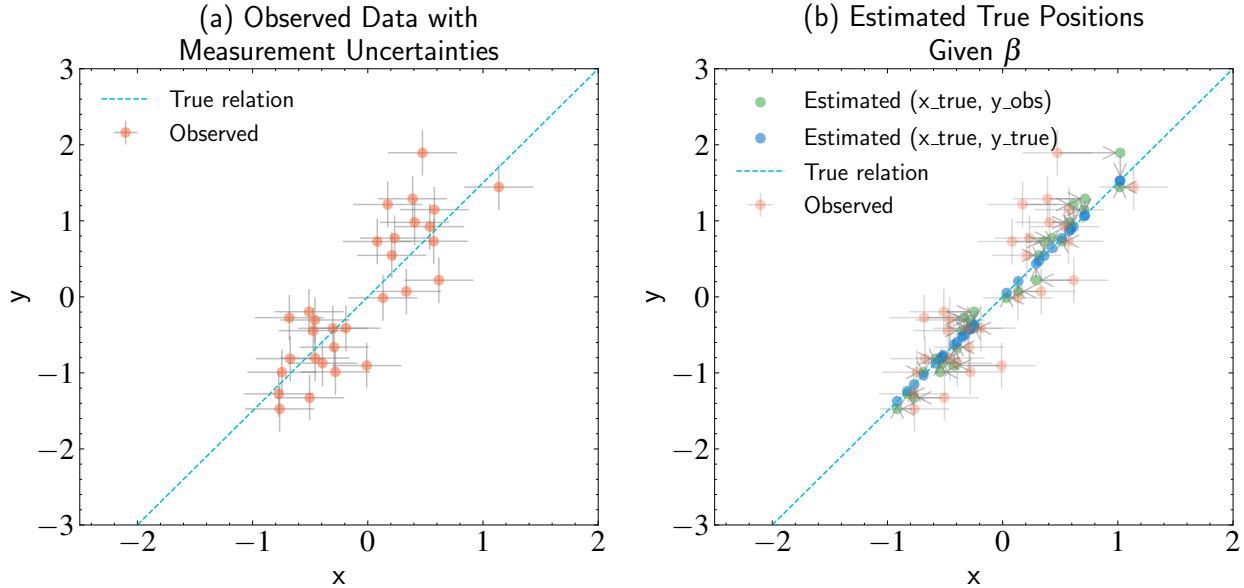 (a) Observed Data with
Measurement Uncertainties
3
2
1
0
−1
−2
−3
y
True relation
Observed
−2
−1
0
1
2
x
(b) Estimated True Positions
Given β
3
2
1
0
−1
−2
−3
y
Estimated (x_true, y_obs)
Estimated (x_true, y_true)
True relation
Observed
−2
−1
0
1
2
x